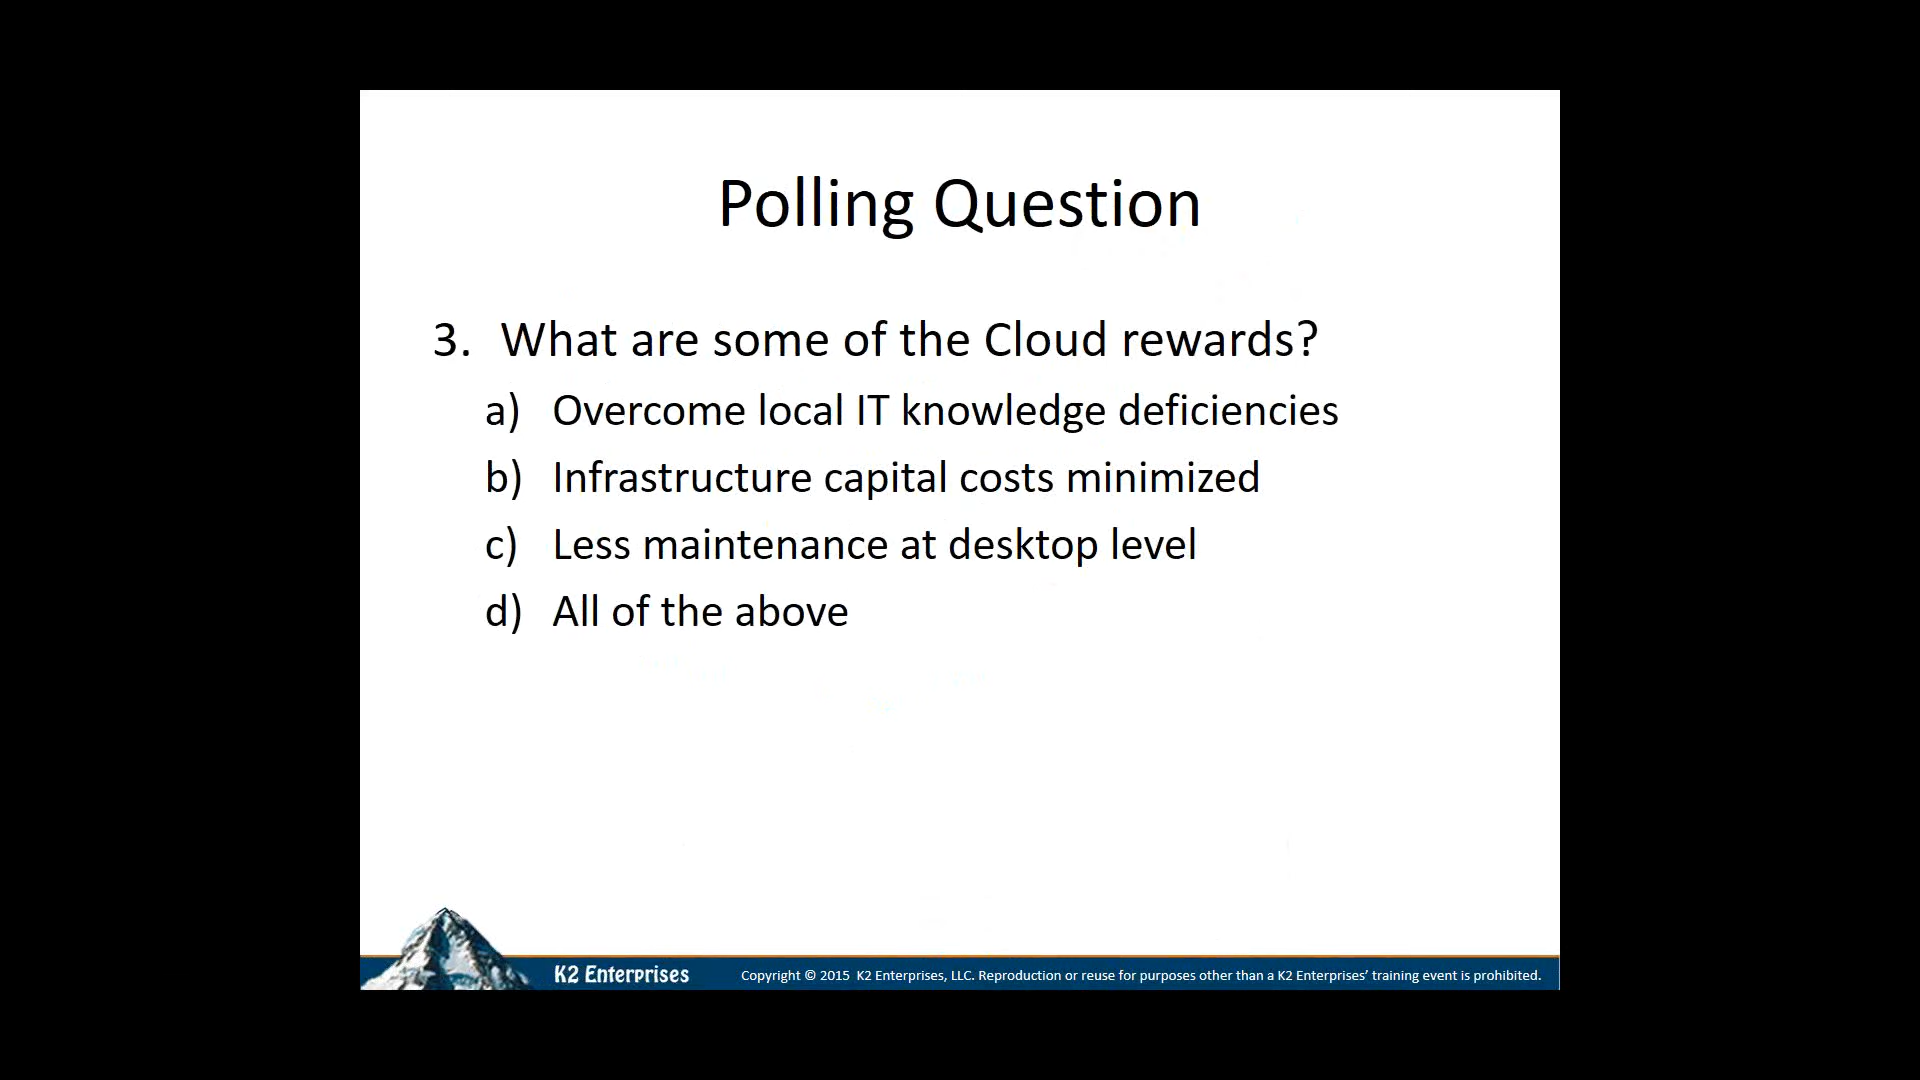 Polling Question
3. What are some of the Cloud rewards?
a) Overcome local IT knowledge deficiencies
b) Infrastructure capital costs minimized
c) Less maintenance at desktop level
d) All of the above
K2 Enterprises Copyright © 2015 K2 Enterprises, LLC. Reproduction or reuse for purposes other than a K2 Enterprises’ training event is prohibited.